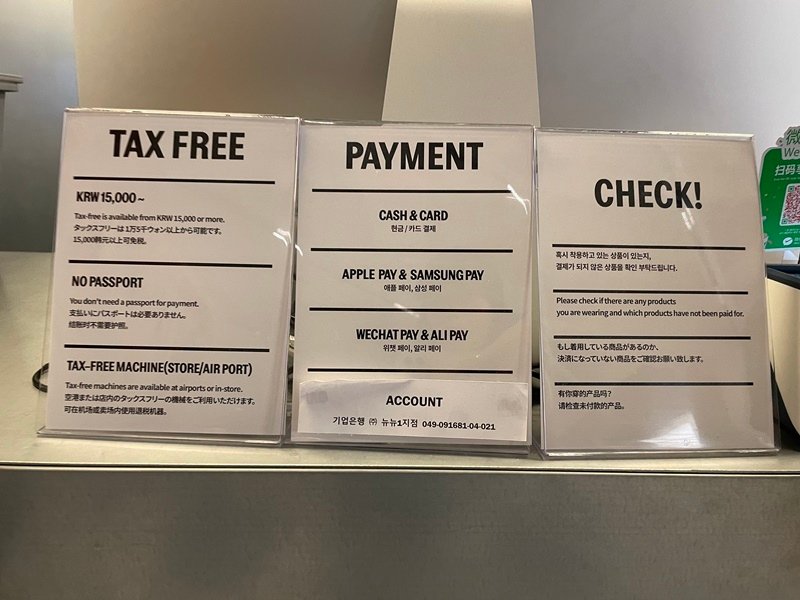 TAX FREE
KRW 15,000 ~
Tax-free is available from KRW 15,000 or more.
タックスフリーは 1万5千ウォン以上から可能です。
15,000韩元以上可免税。
NO PASSPORT
You don't need a passport for payment.
支払いにパスポートは必要ありません。
结账时不需要护照。
TAX-FREE MACHINE(STORE/AIR PORT)
Tax-free machines are available at airports or in-store.
空港または店内のタックスフリーの機械をご利用いただけます。
可在机场或卖场内使用退税机器。
PAYMENT
CASH & CARD
현금 / 카드 결제
APPLE PAY & SAMSUNG PAY
애플 페이, 삼성 페이
WECHAT PAY & ALI PAY
위챗 페이, 알리 페이
ACCOUNT
기업은행 ㈜ 뉴뉴1지점 049-091681-04-021
CHECK!
혹시 착용하고 있는 상품이 있는지,
결제가 되지 않은 상품을 확인 부탁드립니다.
Please check if there are any products
you are wearing and which products have not been paid for.
もし着用している商品があるのか、
決済になっていない商品をご確認お願い致します。
有你穿的产品吗？
请检查未付款的产品。
微
We
扫码